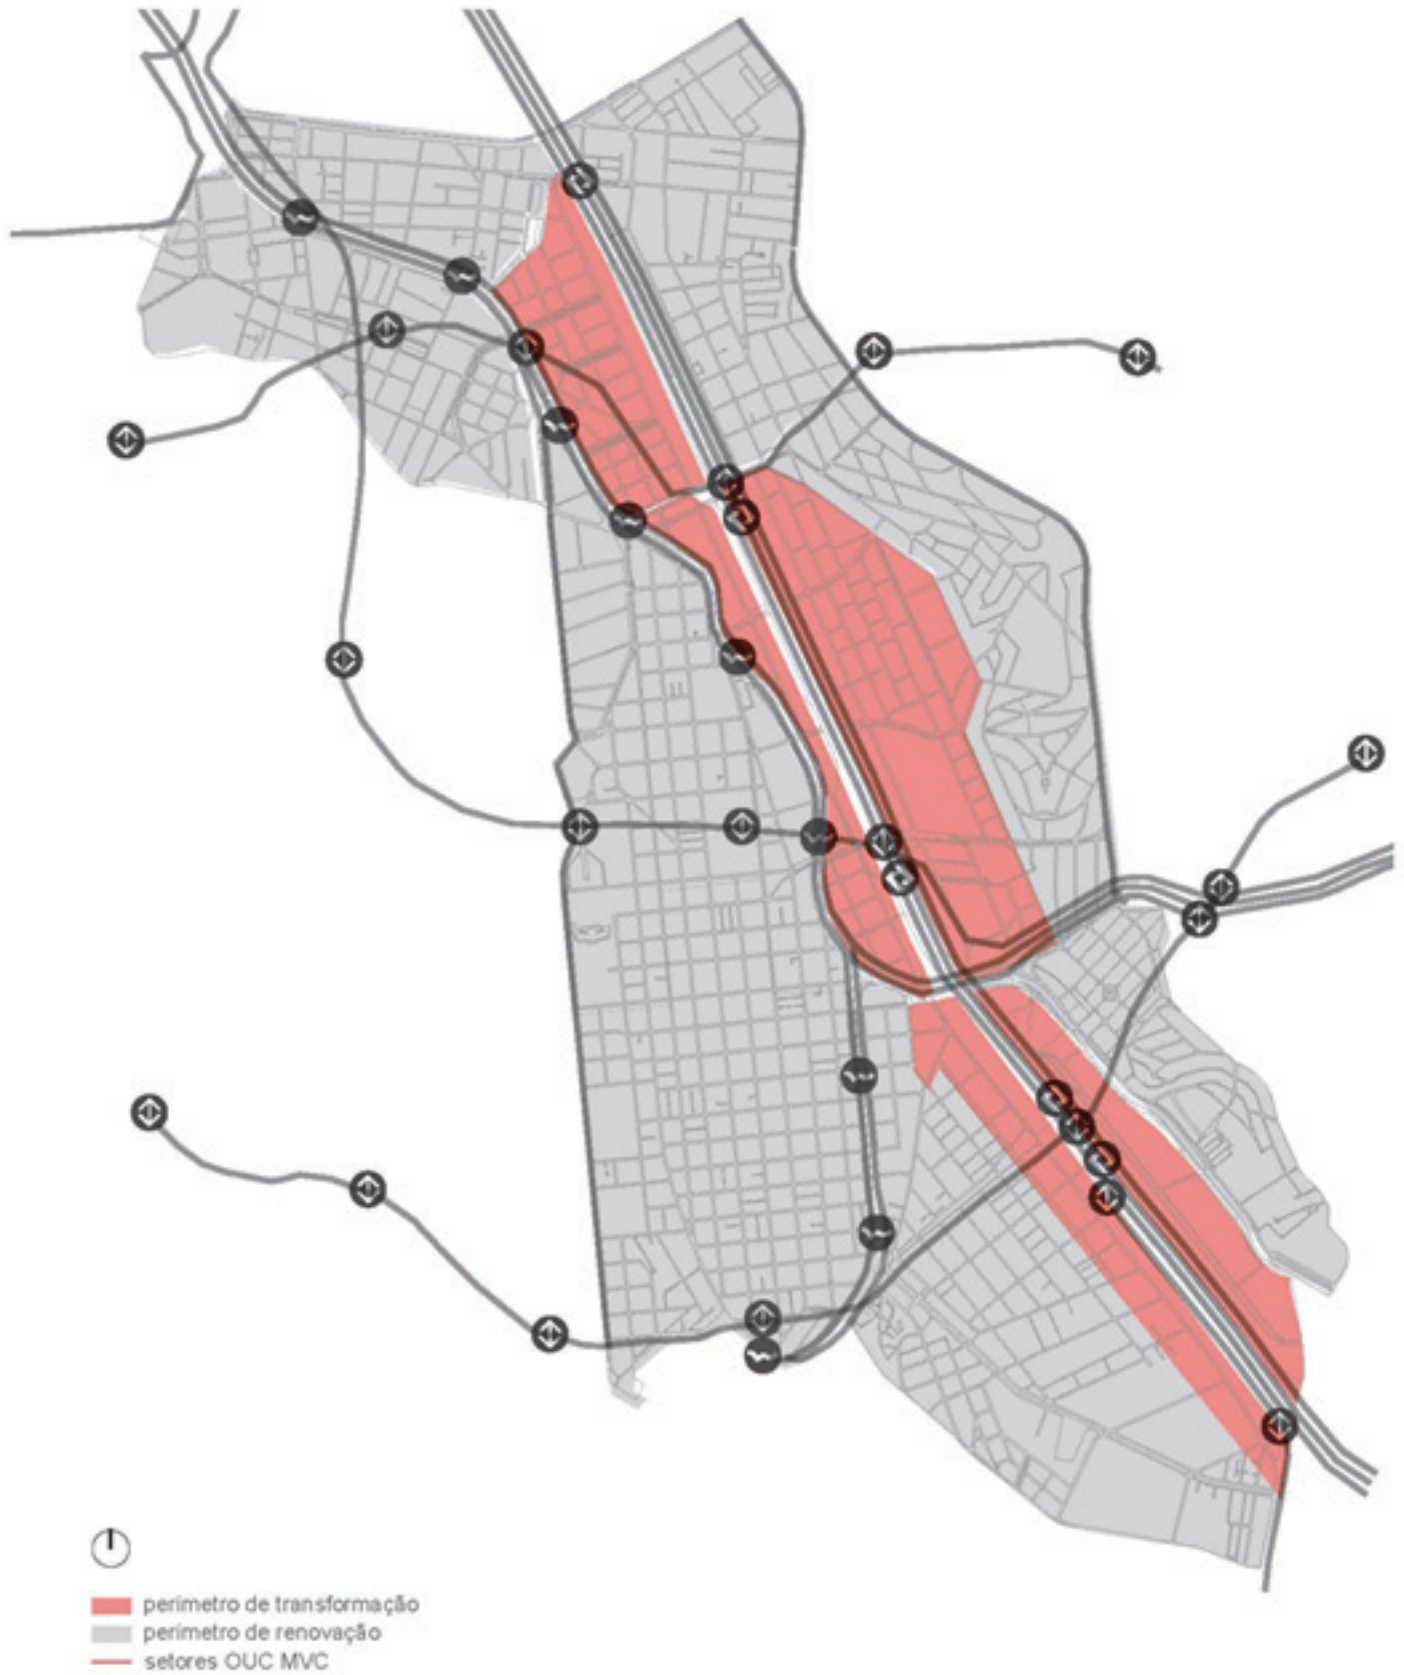 perímetro de transformação
perímetro de renovação
setores OUC MVC